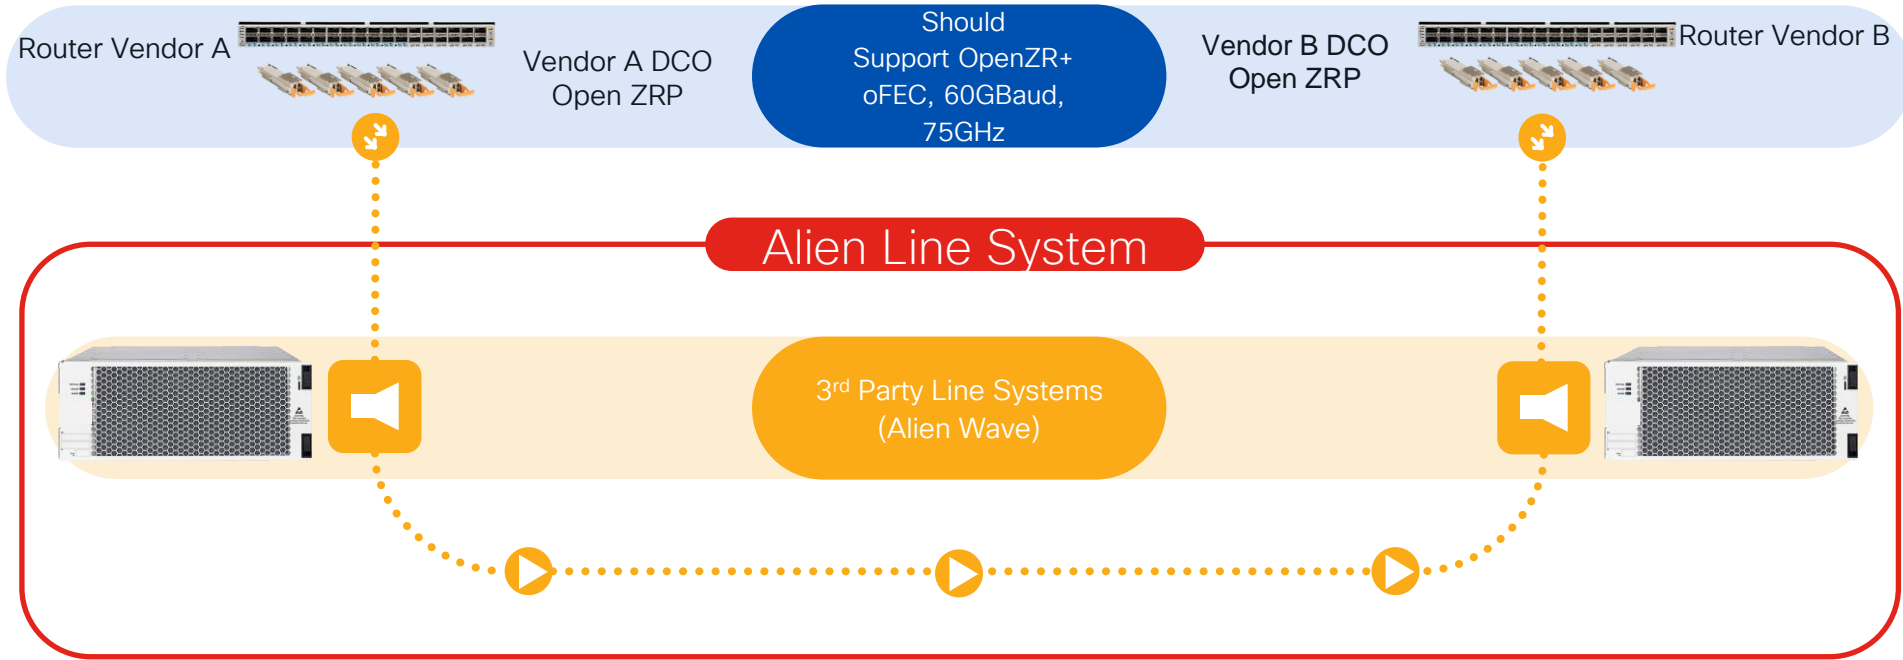 Router Vendor A
Vendor A DCO
Open ZRP
Should
Support OpenZR+
oFEC, 60GBaud,
75GHz
Vendor B DCO
Open ZRP
Router Vendor B
Alien Line System
3rd Party Line Systems
(Alien Wave)